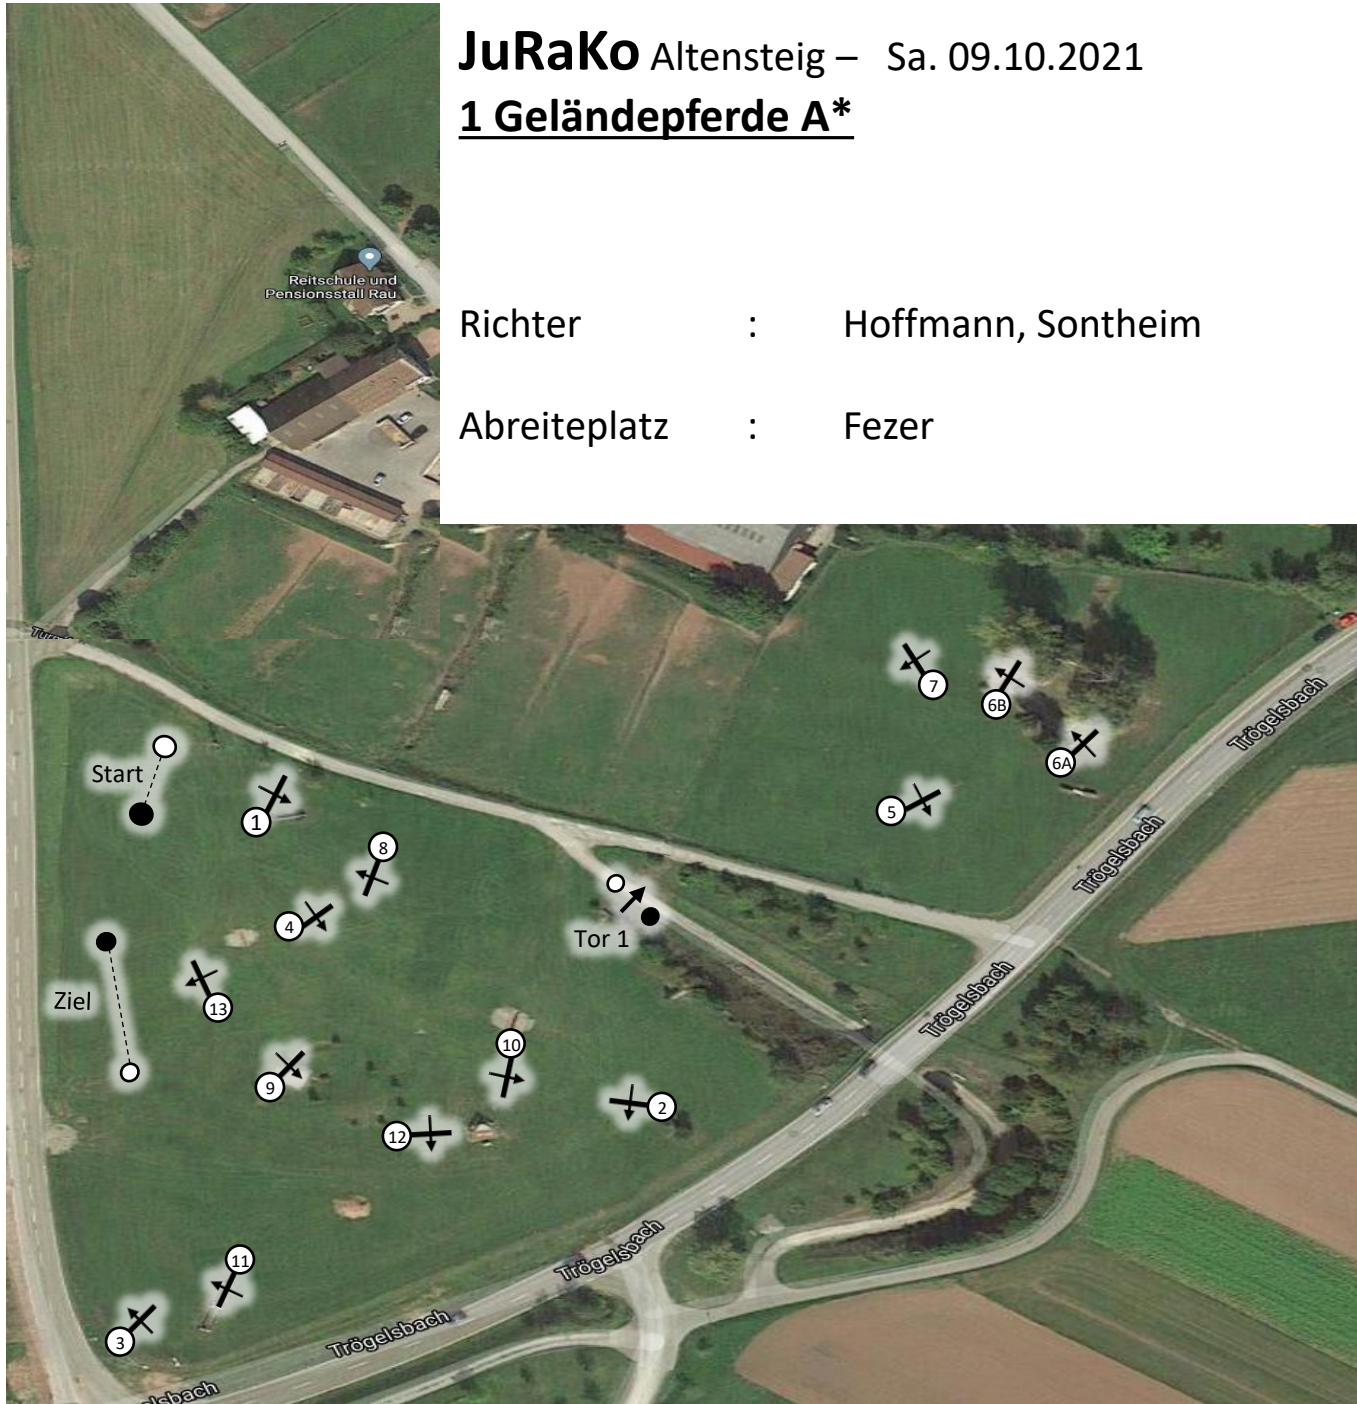 JuRaKo Altensteig – Sa. 09.10.2021
1 Geländepferde A*
Reitschule und
Pensionsstall Rau
Richter : Hoffmann, Sontheim
Abreiteplatz : Fezer
7
6B
6A
5
Trögelsbach
Start
1
8
4
Trögelsbach
Tor 1
Ziel
13
Trögelsbach
10
9
2
12
Trögelsbach
11
3
Trögelsbach
elsbach